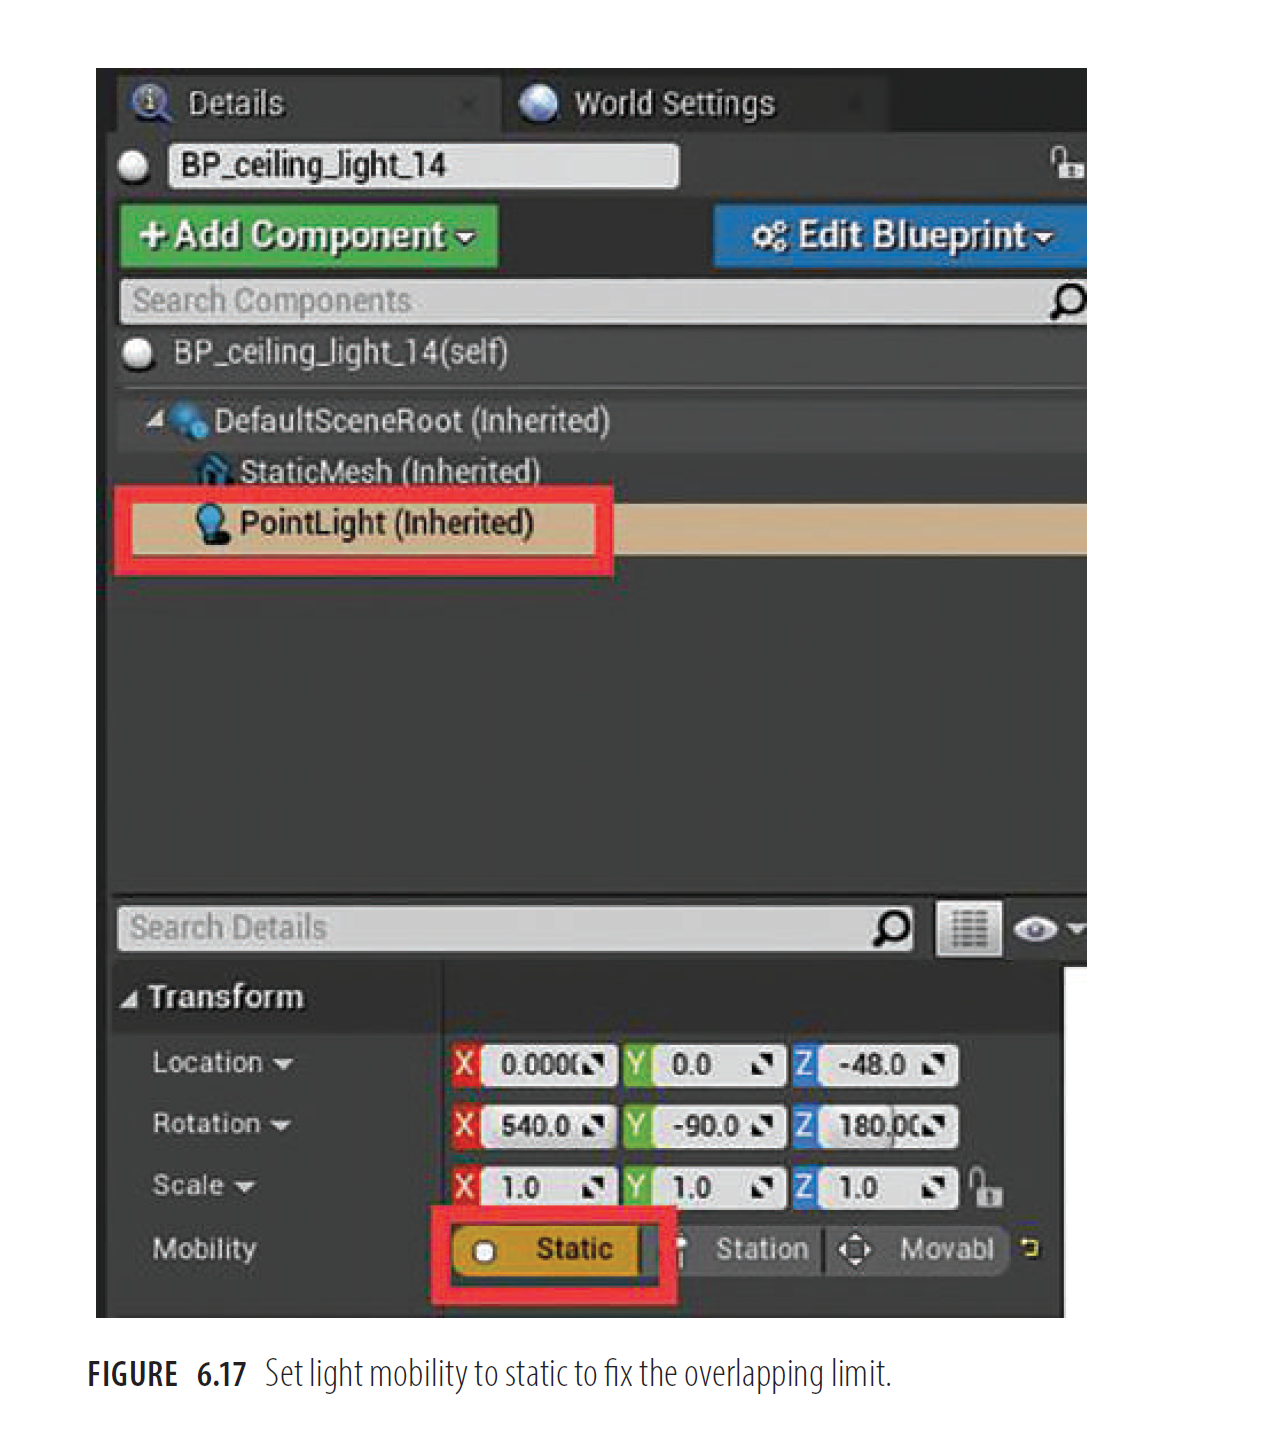 Details World Settings
BP_ceiling_light_14
+ Add Component Edit Blueprint
Search Components
BP_ceiling_light_14(self)
DefaultSceneRoot (Inherited)
StaticMesh (Inherited)
PointLight (Inherited)
Search Details
Transform
Location X 0.000( Y 0.0 Z -48.0
Rotation X 540.0 Y -90.0 Z 180.0(
Scale X 1.0 Y 1.0 Z 1.0
Mobility Static Station Movabl
FIGURE 6.17 Set light mobility to static to fix the overlapping limit.